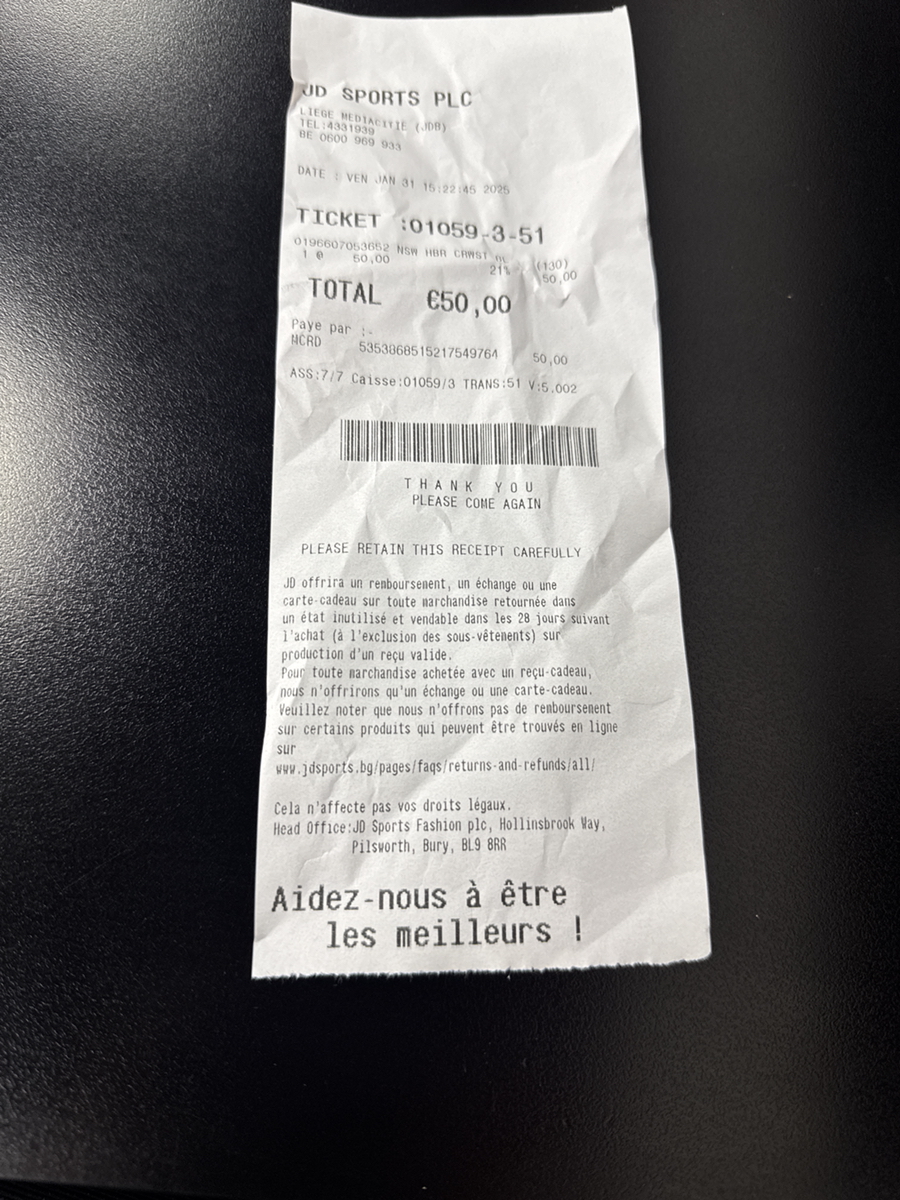 JD SPORTS PLC
LIEGE MEDIACITIE (JDB)
TEL:4331939
BE 0600 969 933
DATE : VEN JAN 31 15:22:45 2025
TICKET :01059-3-51
0196607053652 NSW HBR CRWST (130)
1 @ 50,00 21% 50,00
TOTAL €50,00
Paye par :-
MCRD 5353868515217549764 50,00
ASS:7/7 Caisse:01059/3 TRANS:51 V:5.002
THANK YOU
PLEASE COME AGAIN
PLEASE RETAIN THIS RECEIPT CAREFULLY
JD offrira un remboursement, un échange ou une
carte-cadeau sur toute marchandise retournée dans
un état inutilisé et vendable dans les 28 jours suivant
l'achat (à l'exclusion des sous-vêtements) sur
production d'un reçu valide.
Pour toute marchandise achetée avec un reçu-cadeau,
nous n'offrirons qu'un échange ou une carte-cadeau.
Veuillez noter que nous n'offrons pas de remboursement
sur certains produits qui peuvent être trouvés en ligne
sur
www.jdsports.bg/pages/faqs/returns-and-refunds/all/
Cela n'affecte pas vos droits légaux.
Head Office:JD Sports Fashion plc, Hollinsbrook Way,
Pilsworth, Bury, BL9 8RR
Aidez-nous à être
les meilleurs !